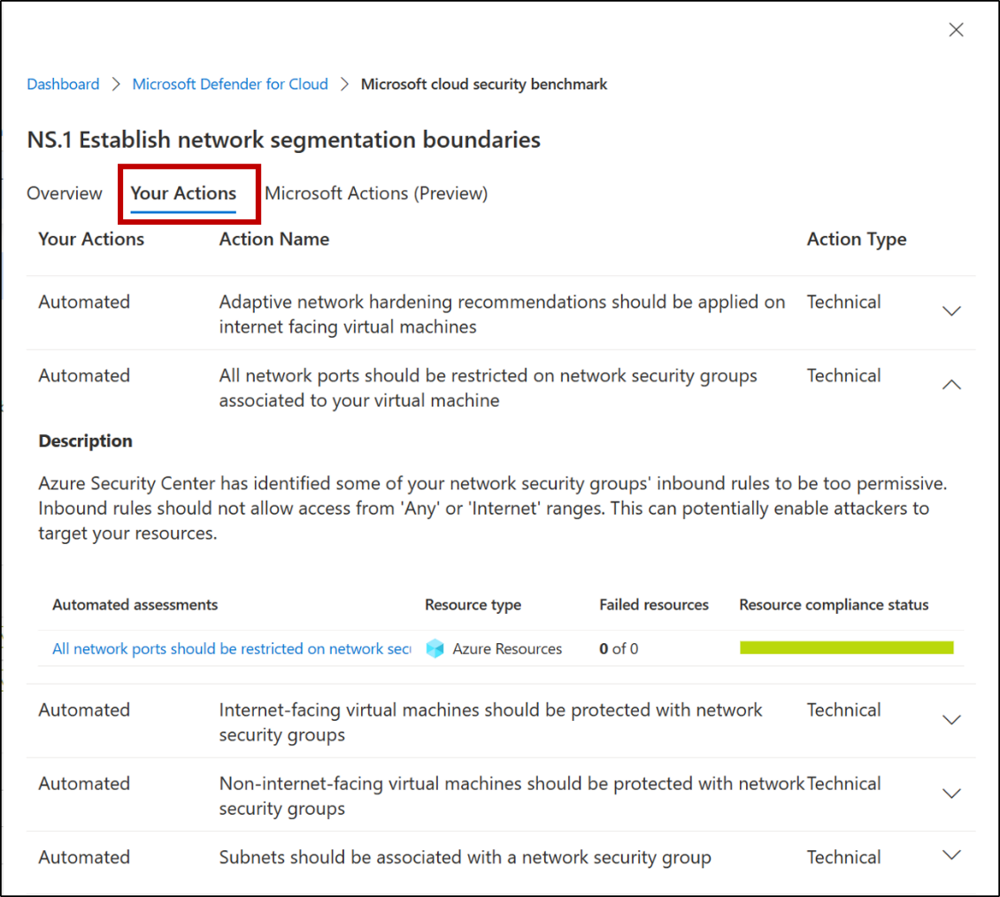 Dashboard > Microsoft Defender for Cloud > Microsoft cloud security benchmark
NS.1 Establish network segmentation boundaries
Overview Your Actions Microsoft Actions (Preview)
Your Actions Action Name Action Type
Automated Adaptive network hardening recommendations should be applied on Technical
internet facing virtual machines
Automated All network ports should be restricted on network security groups Technical
associated to your virtual machine
Description
Azure Security Center has identified some of your network security groups' inbound rules to be too permissive.
Inbound rules should not allow access from 'Any' or 'Internet' ranges. This can potentially enable attackers to
target your resources.
Automated assessments Resource type Failed resources Resource compliance status
All network ports should be restricted on network sec Azure Resources 0 of 0
Automated Internet-facing virtual machines should be protected with network Technical
security groups
Automated Non-internet-facing virtual machines should be protected with network Technical
security groups
Automated Subnets should be associated with a network security group Technical